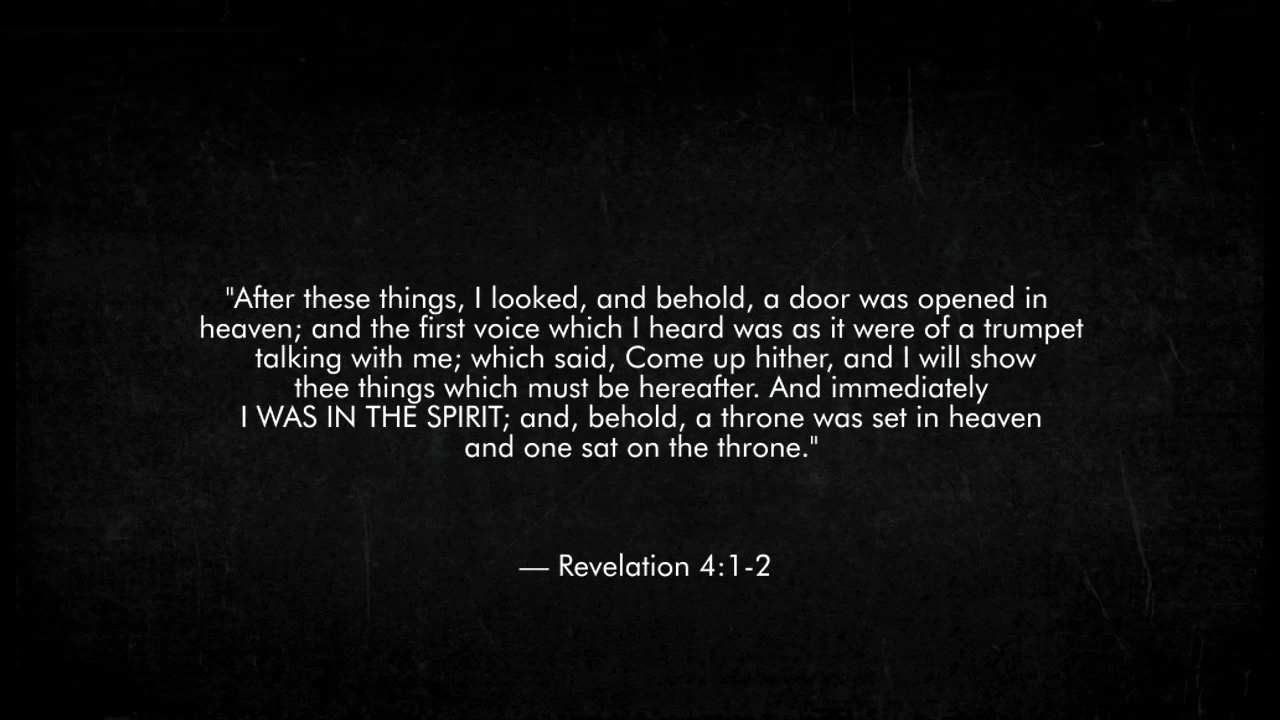 "After these things, I looked, and behold, a door was opened in
heaven; and the first voice which I heard was as it were of a trumpet
talking with me; which said, Come up hither, and I will show
thee things which must be hereafter. And immediately
I WAS IN THE SPIRIT; and, behold, a throne was set in heaven
and one sat on the throne."
— Revelation 4:1-2